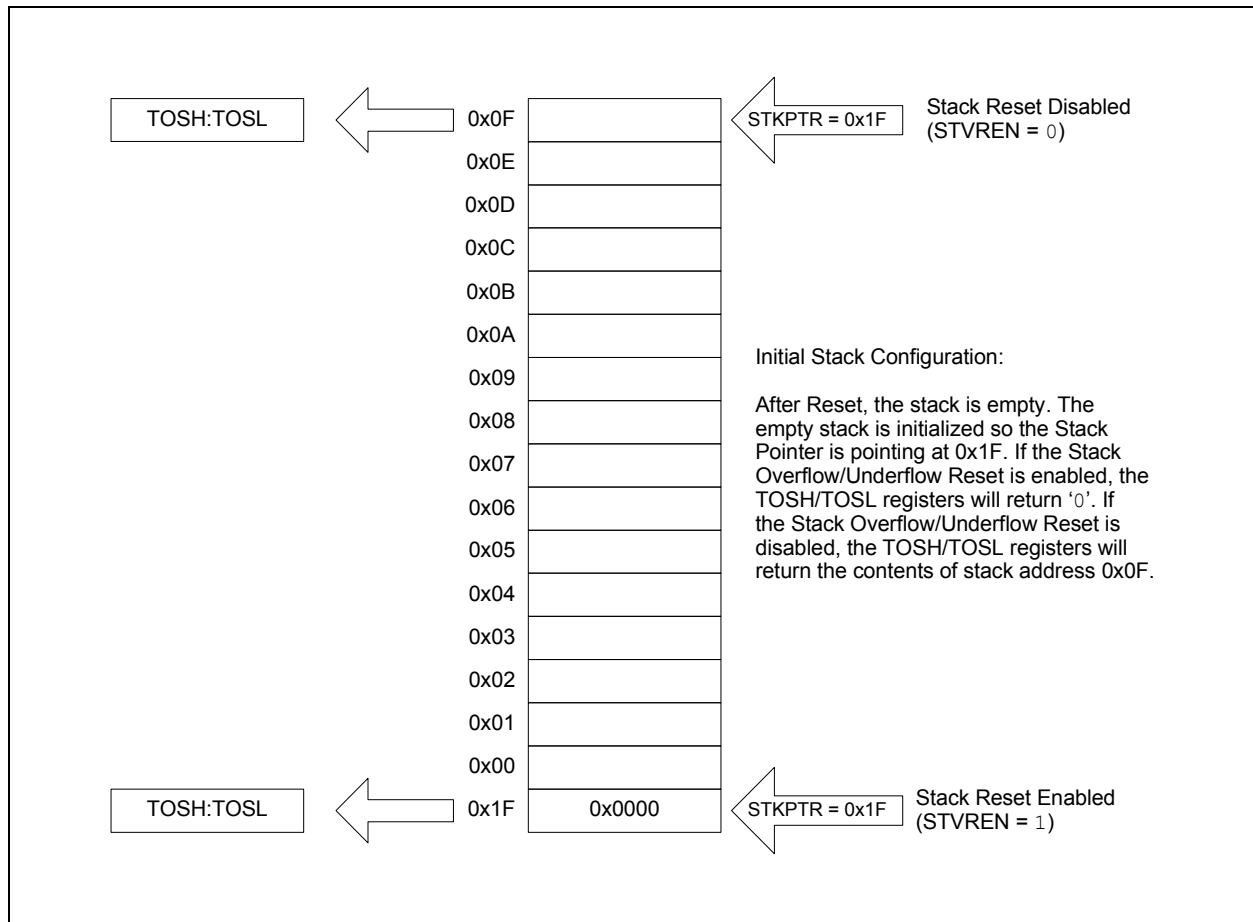 TOSH:TOSL
0x0F
STKPTR = 0x1F
Stack Reset Disabled
(STVREN = 0)
0x0E
0x0D
0x0C
0x0B
0x0A
0x09
0x08
0x07
0x06
0x05
0x04
0x03
0x02
0x01
0x00
Initial Stack Configuration:
After Reset, the stack is empty. The
empty stack is initialized so the Stack
Pointer is pointing at 0x1F. If the Stack
Overflow/Underflow Reset is enabled, the
TOSH/TOSL registers will return ‘0’. If
the Stack Overflow/Underflow Reset is
disabled, the TOSH/TOSL registers will
return the contents of stack address 0x0F.
TOSH:TOSL
0x1F
0x0000
STKPTR = 0x1F
Stack Reset Enabled
(STVREN = 1)